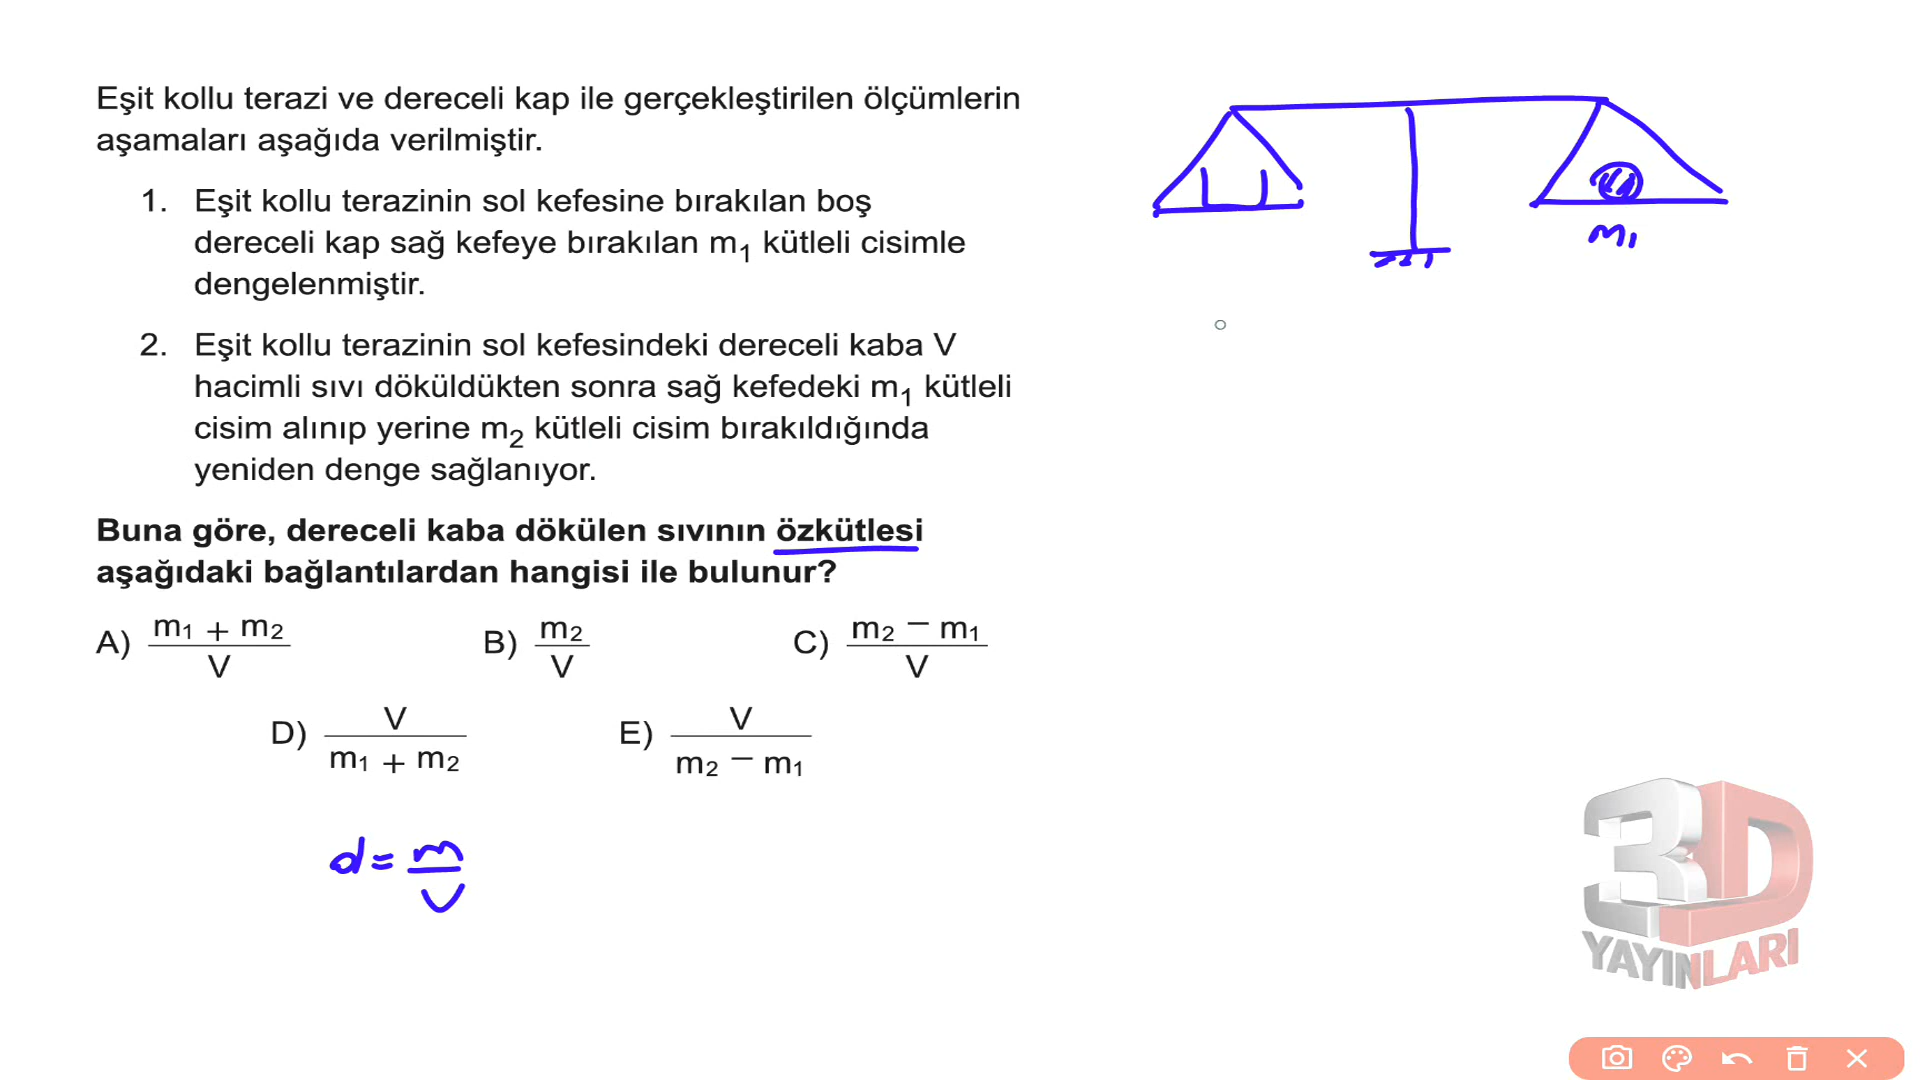 Eşit kollu terazi ve dereceli kap ile gerçekleştirilen ölçümlerin
aşamaları aşağıda verilmiştir.
1. Eşit kollu terazinin sol kefesine bırakılan boş
dereceli kap sağ kefeye bırakılan m₁ kütleli cisimle
dengelenmiştir.
2. Eşit kollu terazinin sol kefesindeki dereceli kaba V
hacimli sıvı döküldükten sonra sağ kefedeki m₁ kütleli
cisim alınıp yerine m₂ kütleli cisim bırakıldığında
yeniden denge sağlanıyor.
Buna göre, dereceli kaba dökülen sıvının özkütlesi
aşağıdaki bağlantılardan hangisi ile bulunur?
A) (m₁ + m₂)/V B) m₂/V C) (m₂ − m₁)/V
D) V/(m₁ + m₂) E) V/(m₂ − m₁)
d = m/V
m₁
3D
YAYINLARI